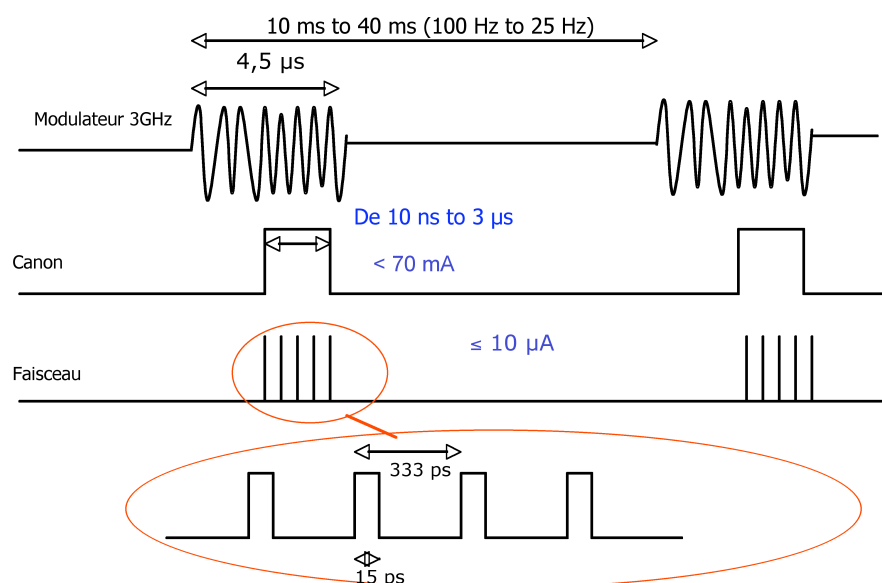 10 ms to 40 ms (100 Hz to 25 Hz)
4,5 µs
Modulateur 3GHz
De 10 ns to 3 µs
Canon
< 70 mA
≤ 10 µA
Faisceau
333 ps
15 ps